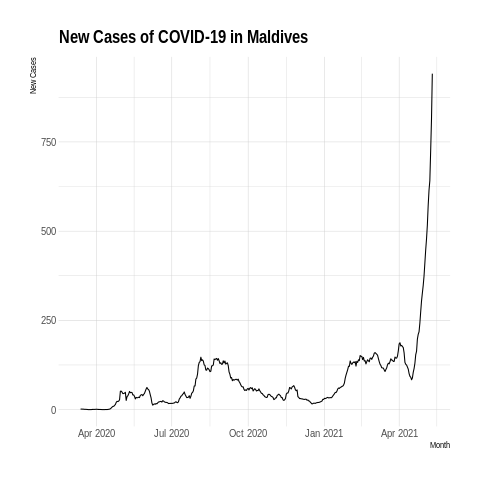 New Cases of COVID-19 in Maldives
New Cases
750
500
250
0
Apr 2020 Jul 2020 Oct 2020 Jan 2021 Apr 2021
Month